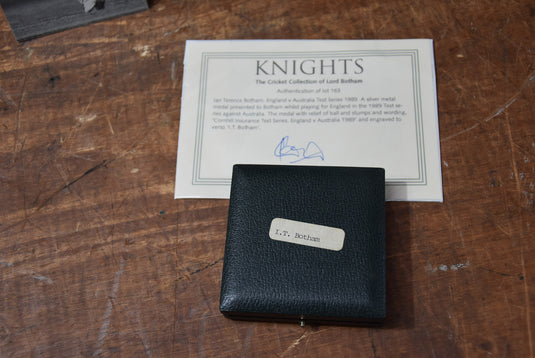 KNIGHTS
The Cricket Collection of Lord Botham
Authentication of lot 163
Ian Terence Botham. England v Australia Test Series 1989. A silver metal
medal presented to Botham whilst playing for England in the 1989 Test se-
ries against Australia. The medal with relief of ball and stumps and wording,
'Cornhill Insurance Test Series, England v Australia 1989' and engraved to
verso 'I.T. Botham'.
I.T. Botham